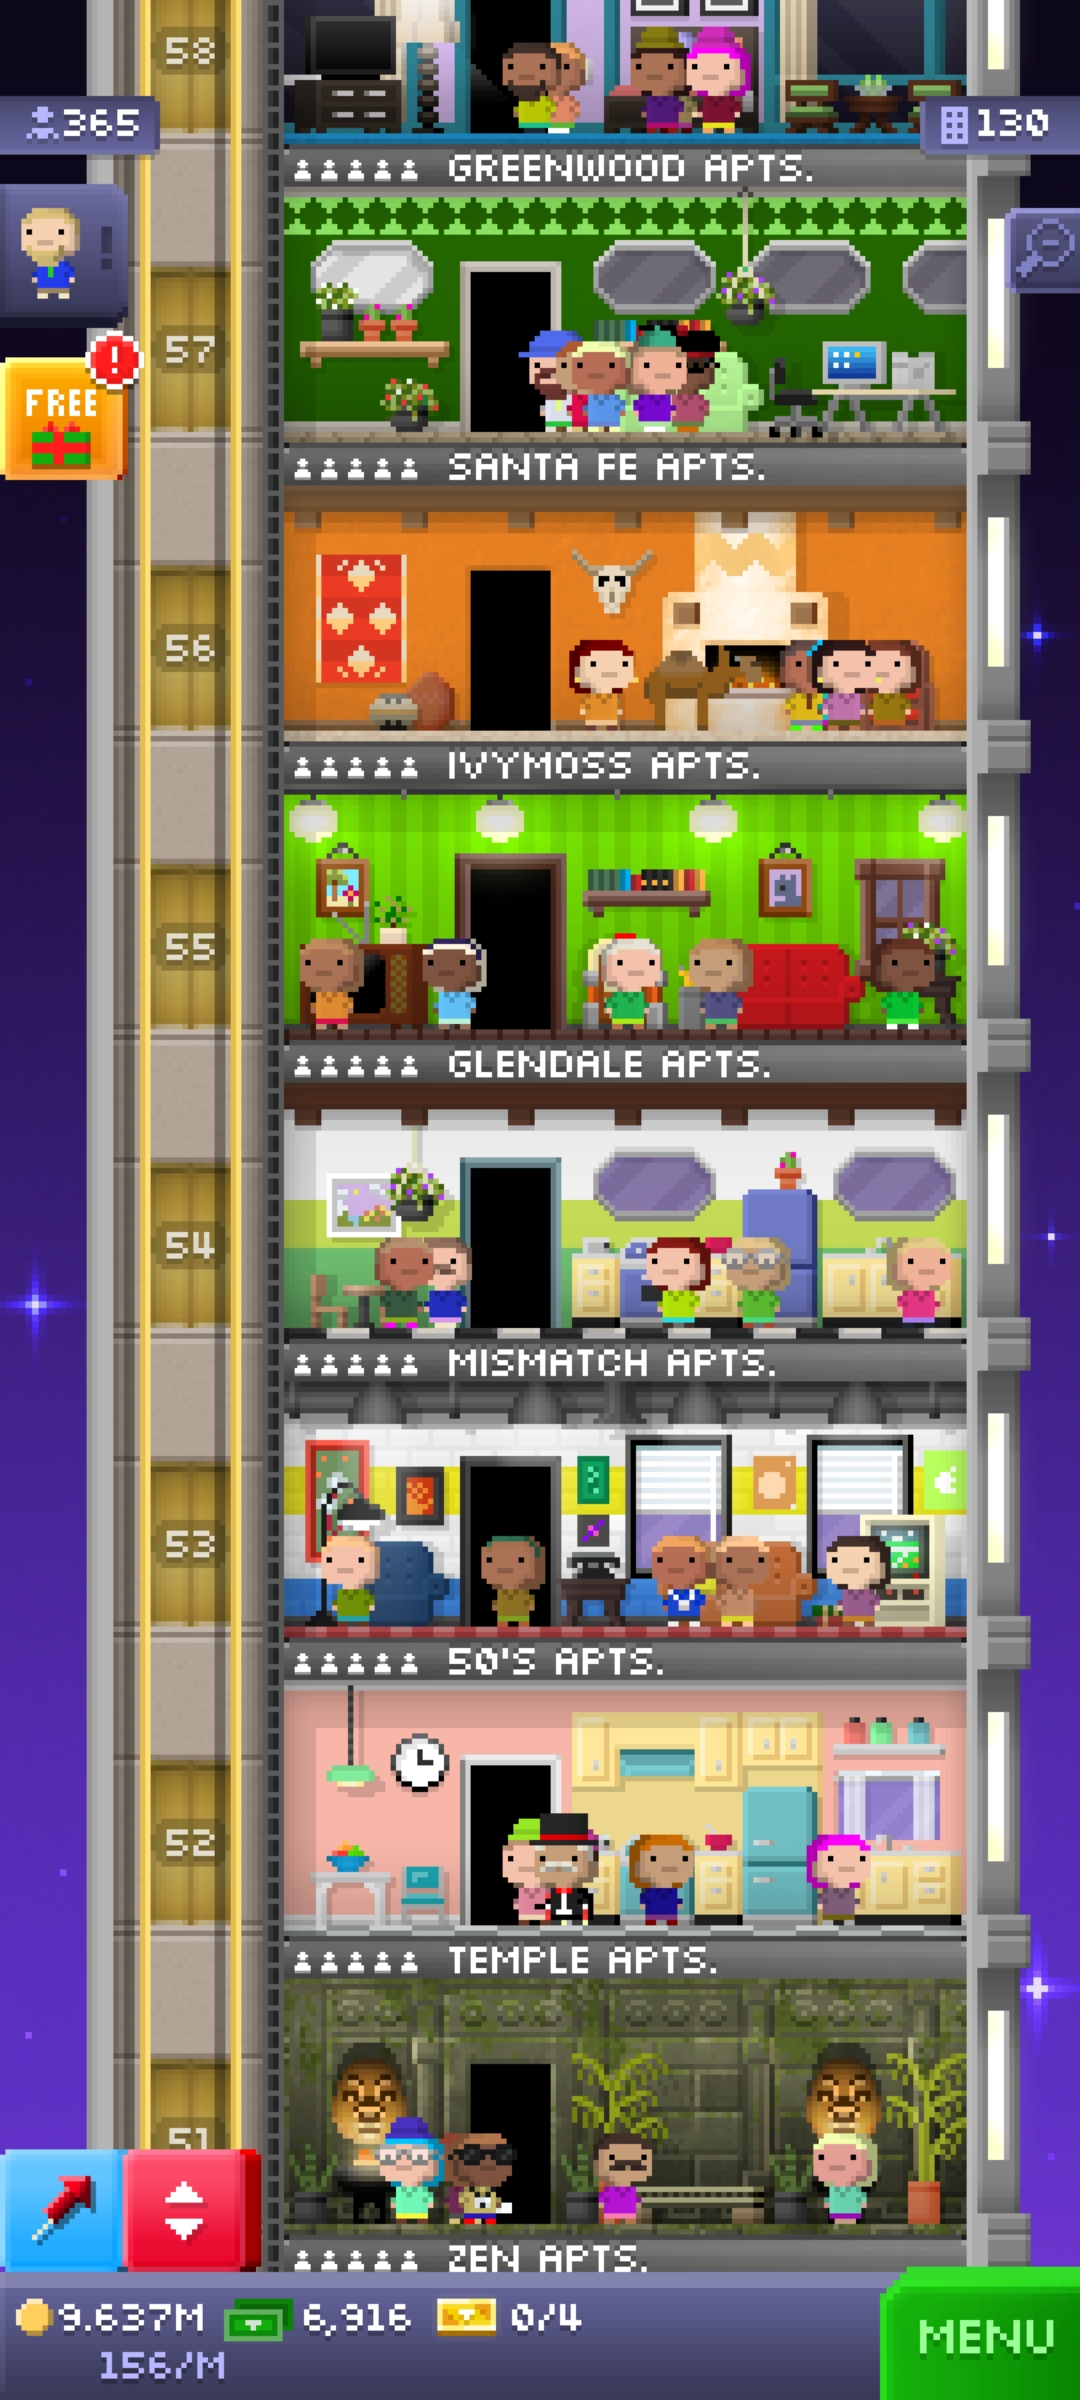 58
365
130
GREENWOOD APTS.
57
!
FREE
SANTA FE APTS.
56
IVYMOSS APTS.
55
GLENDALE APTS.
54
MISMATCH APTS.
53
50'S APTS.
52
TEMPLE APTS.
51
ZEN APTS.
9.637M 6,916 0/4
156/M
MENU